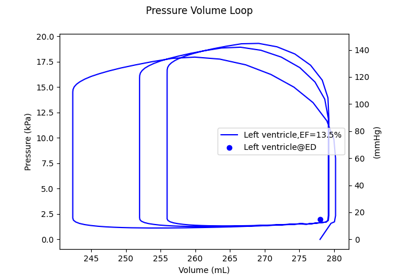 Pressure Volume Loop
20.0
17.5
15.0
12.5
10.0
7.5
5.0
2.5
0.0
Pressure (kPa)
140
120
100
80
60
40
20
0
(mmHg)
Left ventricle,EF=13.5%
Left ventricle@ED
245 250 255 260 265 270 275 280
Volume (mL)